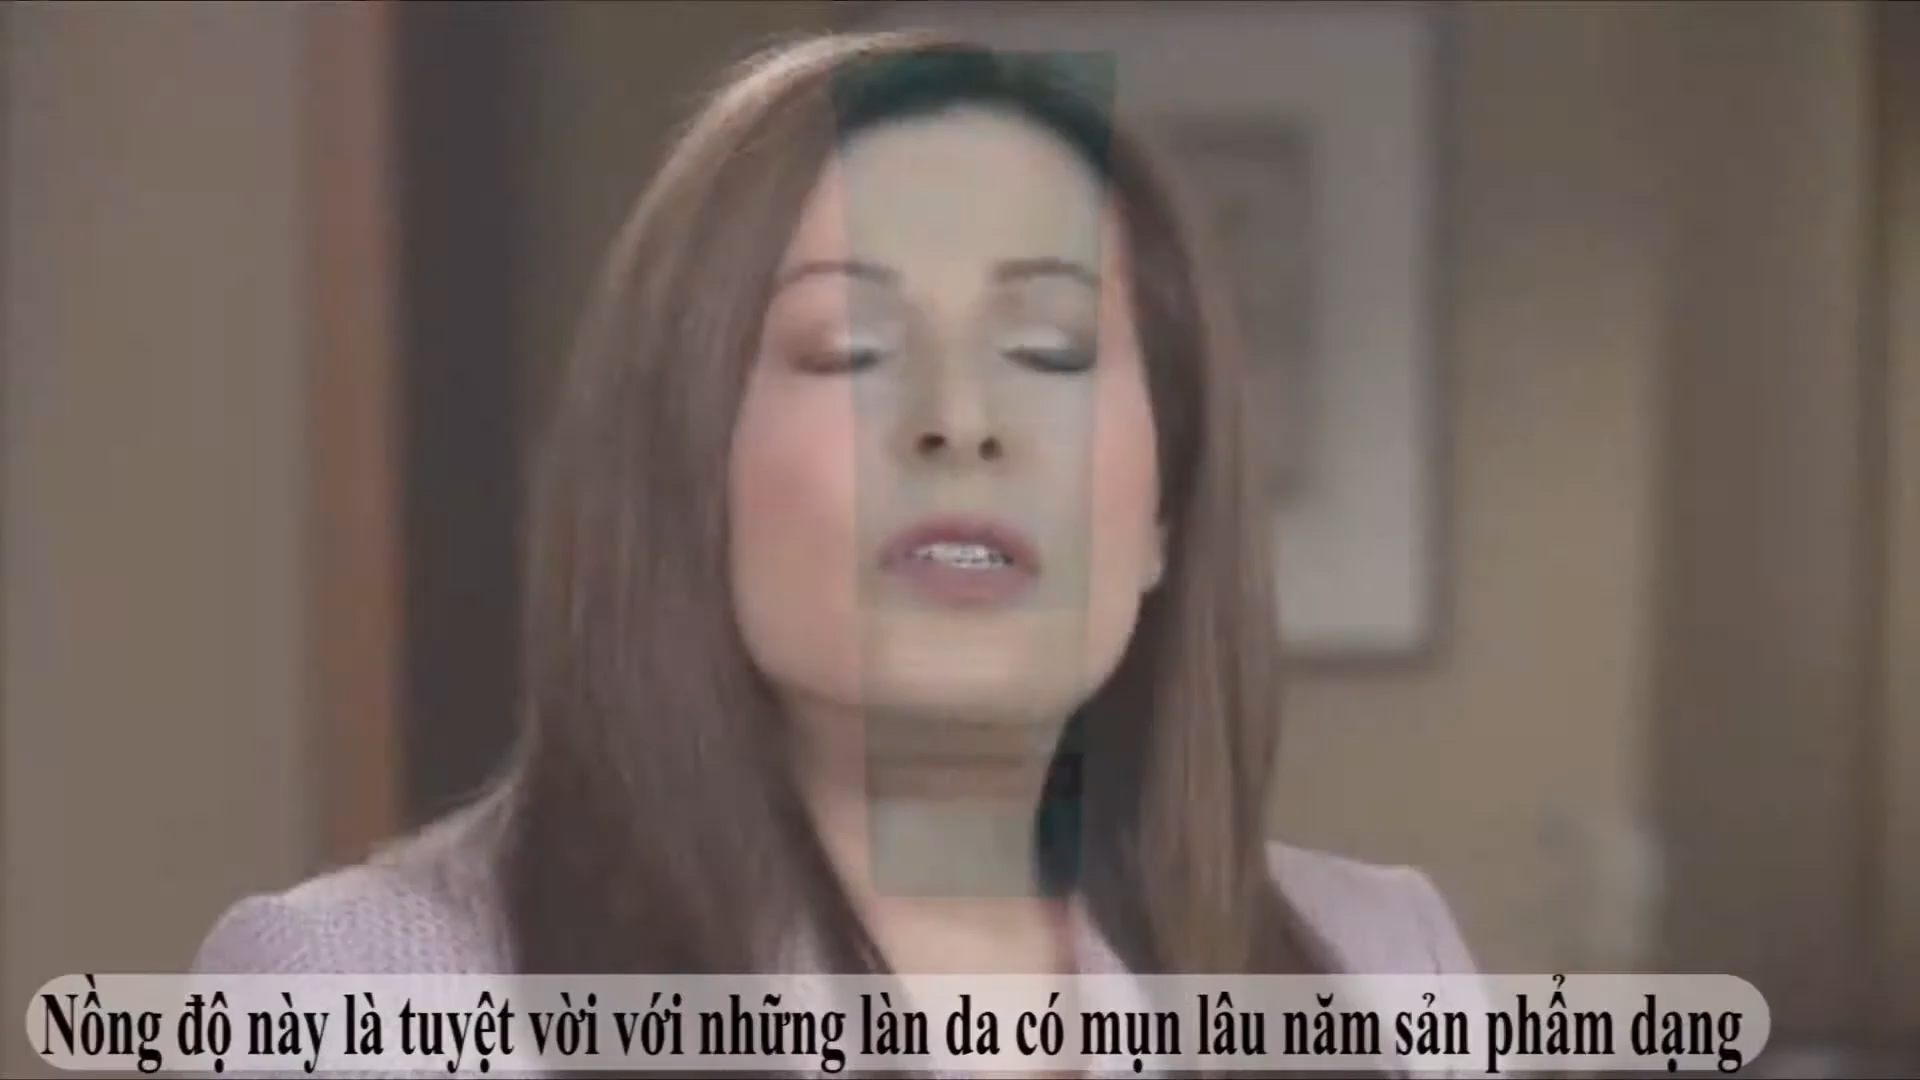 Nồng độ này là tuyệt vời với những làn da có mụn lâu năm sản phẩm dạng